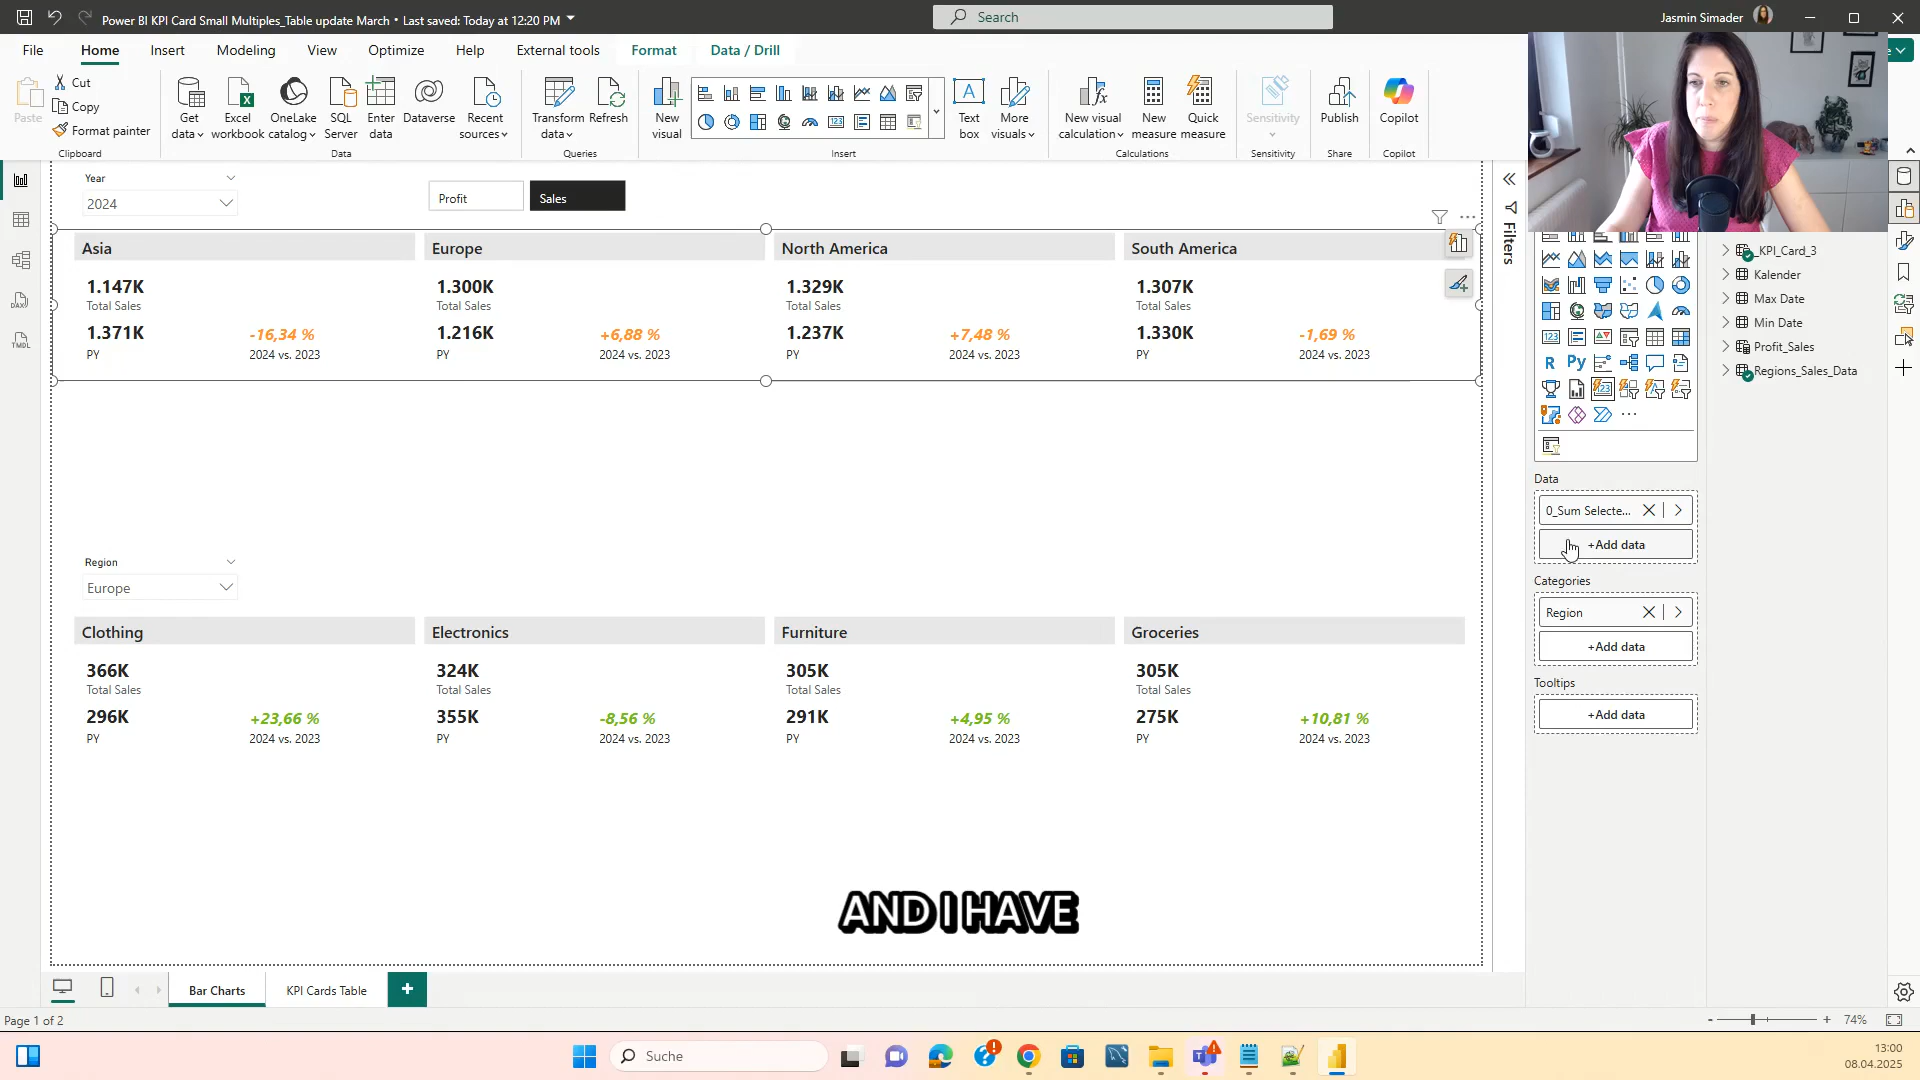 Power BI KPI Card Small Multiples_Table update March • Last saved: Today at 12:20 PM
Search
Jasmin Simader
File
Home
Insert
Modeling
View
Optimize
Help
External tools
Format
Data / Drill
Paste
Cut
Copy
Format painter
Clipboard
Get data
Excel workbook
OneLake catalog
SQL Server
Enter data
Dataverse
Recent sources
Data
Transform data
Refresh
Queries
New visual
Text box
More visuals
Insert
New visual calculation
New measure
Quick measure
Calculations
Sensitivity
Sensitivity
Publish
Share
Copilot
Copilot
Year
2024
Profit
Sales
Asia
Europe
North America
South America
1.147K
1.300K
1.329K
1.307K
Total Sales
Total Sales
Total Sales
Total Sales
1.371K
-16,34 %
1.216K
+6,88 %
1.237K
+7,48 %
1.330K
-1,69 %
PY
2024 vs. 2023
PY
2024 vs. 2023
PY
2024 vs. 2023
PY
2024 vs. 2023
Region
Europe
Clothing
Electronics
Furniture
Groceries
366K
324K
305K
305K
Total Sales
Total Sales
Total Sales
Total Sales
296K
+23,66 %
355K
-8,56 %
291K
+4,95 %
275K
+10,81 %
PY
2024 vs. 2023
PY
2024 vs. 2023
PY
2024 vs. 2023
PY
2024 vs. 2023
AND I HAVE
Filters
R
Py
Data
0_Sum Selecte...
+Add data
Categories
Region
+Add data
Tooltips
+Add data
_KPI_Card_3
Kalender
Max Date
Min Date
Profit_Sales
Regions_Sales_Data
DAX
TMDL
Bar Charts
KPI Cards Table
Page 1 of 2
74%
Suche
13:00
08.04.2025